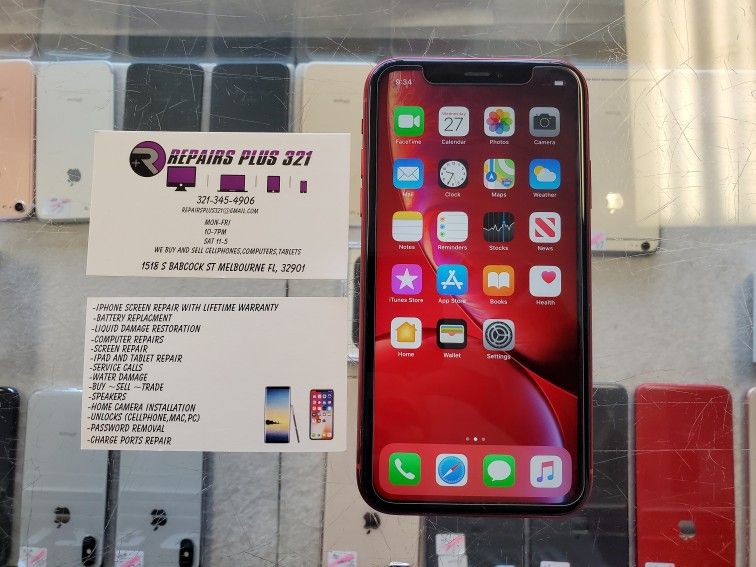 REPAIRS PLUS 321
321-345-4906
REPAIRSPLUS321@GMAIL.COM
MON-FRI
10-7PM
SAT 11-5
WE BUY AND SELL CELLPHONES,COMPUTERS,TABLETS
1518 S BABCOCK ST MELBOURNE FL, 32901
-IPHONE SCREEN REPAIR WITH LIFETIME WARRANTY
-BATTERY REPLACMENT
-LIQUID DAMAGE RESTORATION
-COMPUTER REPAIRS
-SCREEN REPAIR
-IPAD AND TABLET REPAIR
-SERVICE CALLS
-WATER DAMAGE
-BUY ~SELL ~TRADE
-SPEAKERS
-HOME CAMERA INSTALLATION
-UNLOCKS (CELLPHONE,MAC,PC)
-PASSWORD REMOVAL
-CHARGE PORTS REPAIR
9:34
Wednesday
27
FaceTime Calendar Photos Camera
Mail Clock Maps Weather
Notes Reminders Stocks News
iTunes Store App Store Books Health
Home Wallet Settings